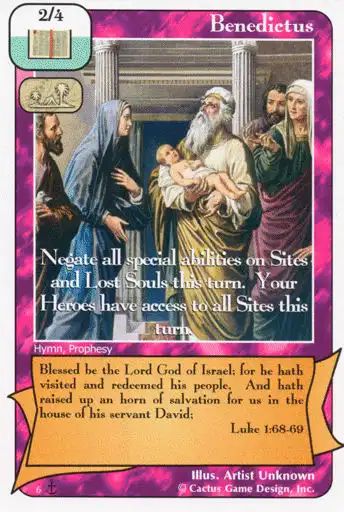 2/4
Benedictus
Negate all special abilities on Sites
and Lost Souls this turn. Your
Heroes have access to all Sites this
turn.
Hymn, Prophesy
Blessed be the Lord God of Israel; for he hath
visited and redeemed his people. And hath
raised up an horn of salvation for us in the
house of his servant David;
Luke 1:68-69
Illus. Artist Unknown
6
© Cactus Game Design, Inc.